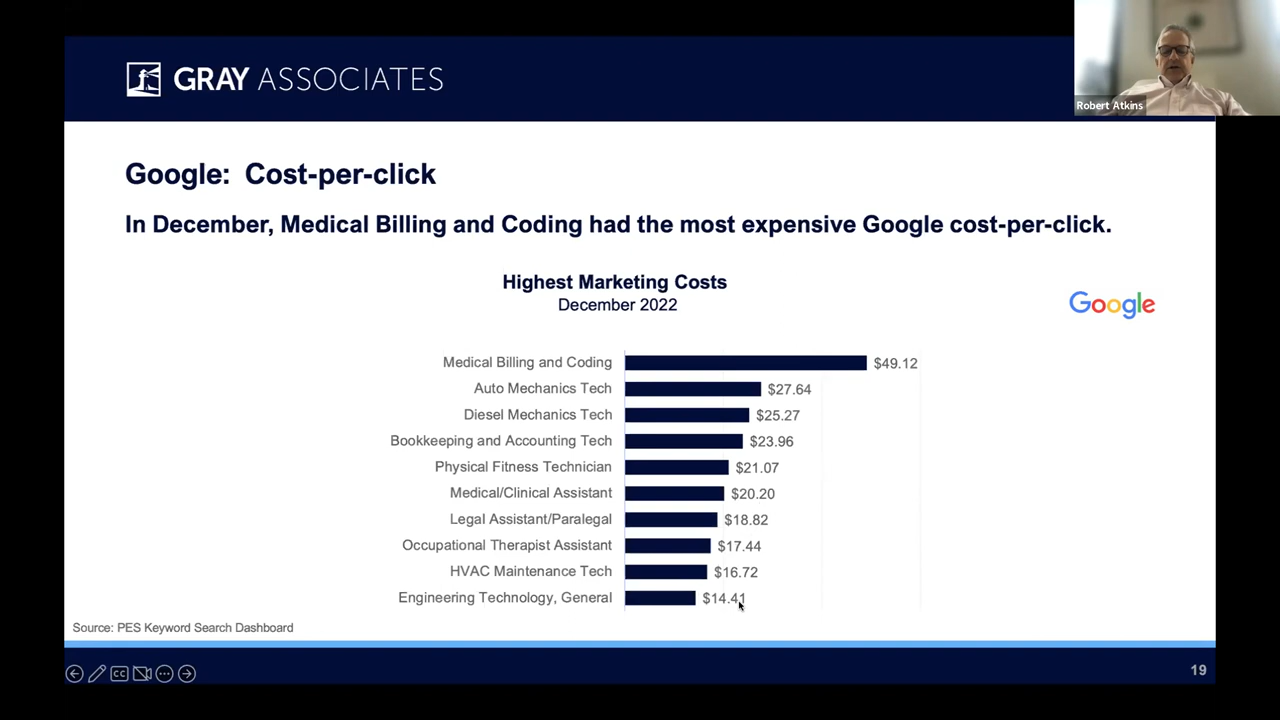 GRAY ASSOCIATES
Robert Atkins
Google: Cost-per-click
In December, Medical Billing and Coding had the most expensive Google cost-per-click.
Highest Marketing Costs
December 2022
Google
Medical Billing and Coding $49.12
Auto Mechanics Tech $27.64
Diesel Mechanics Tech $25.27
Bookkeeping and Accounting Tech $23.96
Physical Fitness Technician $21.07
Medical/Clinical Assistant $20.20
Legal Assistant/Paralegal $18.82
Occupational Therapist Assistant $17.44
HVAC Maintenance Tech $16.72
Engineering Technology, General $14.41
Source: PES Keyword Search Dashboard
CC
19